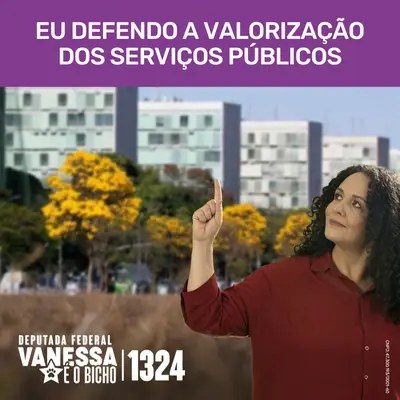 EU DEFENDO A VALORIZAÇÃO
DOS SERVIÇOS PÚBLICOS
DEPUTADA FEDERAL
VANESSA
É O BICHO
1324